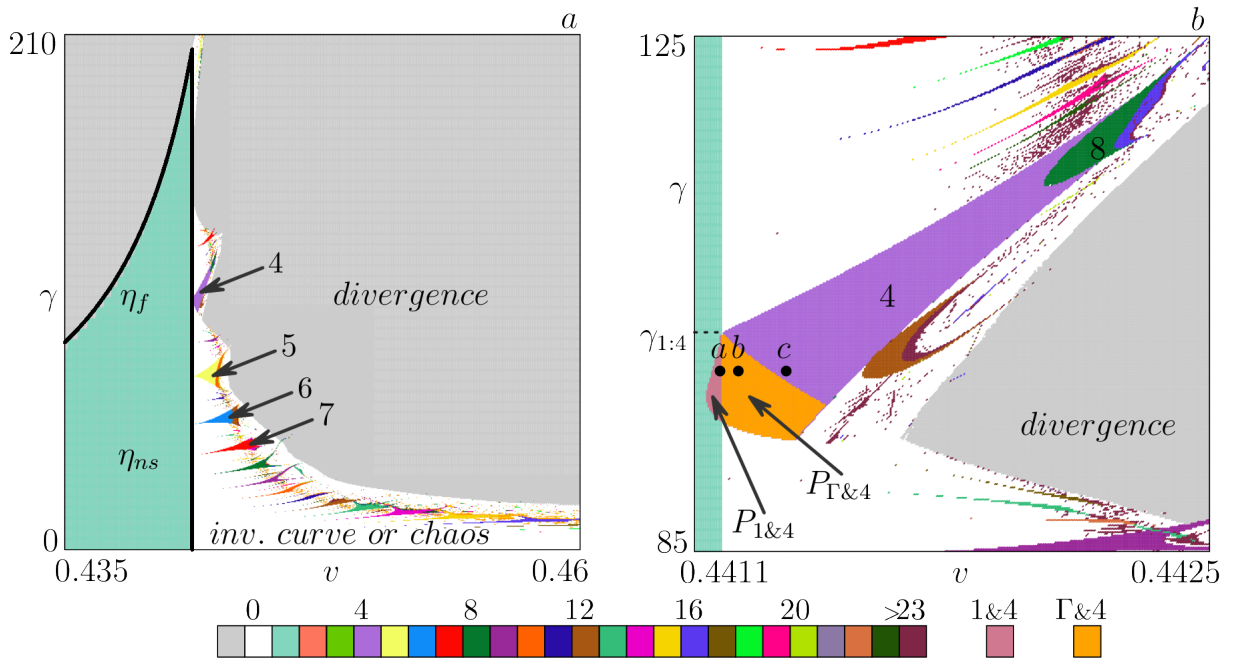 a
210
γ
0
η_f
η_ns
4
5
6
7
divergence
inv. curve or chaos
0.435
v
0.46
b
125
γ
γ_1:4
85
8
4
a b c
divergence
P_Γ&4
P_1&4
0.4411
v
0.4425
0 4 8 12 16 20 >23 1&4 Γ&4